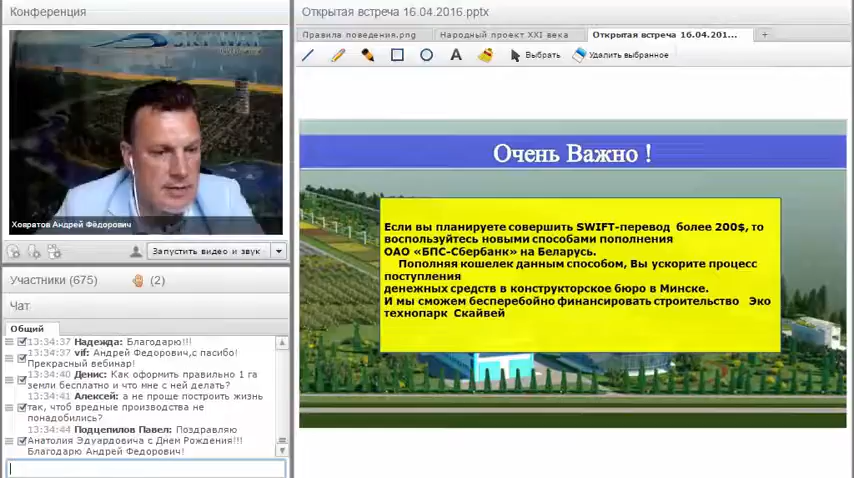 Конференция
SKYWAY
Ховратов Андрей Фёдорович
Запустить видео и звук
Участники (675)
(2)
Чат
Общий
13:34:37 Надежда: Благодарю!!!
13:34:37 vif: Андрей Федорович,с пасибо!
Прекрасный вебинар!
13:34:40 Денис: Как оформить правильно 1 га
земли бесплатно и что мне с ней делать?
13:34:41 Алексей: а не проще построить жизнь
так, чтоб вредные производства не
понадобились?
13:34:44 Подцепилов Павел: Поздравляю
Анатолия Эдуардовича с Днем Рождения!!!
Благодарю Андрей Федорович!
Открытая встреча 16.04.2016.pptx
Правила поведения.png
Народный проект XXI века
Открытая встреча 16.04.201...
+
A
Выбрать
Удалить выбранное
Очень Важно !
Если вы планируете совершить SWIFT-перевод более 200$, то
воспользуйтесь новыми способами пополнения
ОАО «БПС-Сбербанк» на Беларусь.
Пополняя кошелек данным способом, Вы ускорите процесс
поступления
денежных средств в конструкторское бюро в Минске.
И мы сможем бесперебойно финансировать строительство Эко
технопарк Скайвей